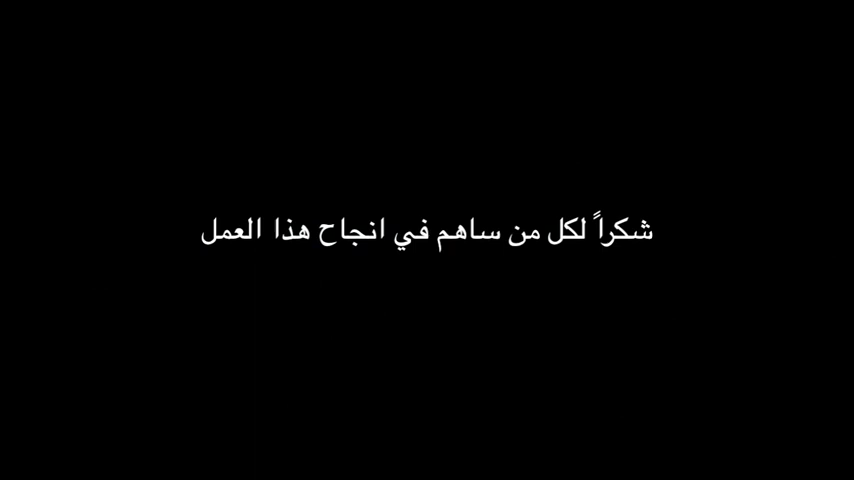 شكراً لكل من ساهم في انجاح هذا العمل